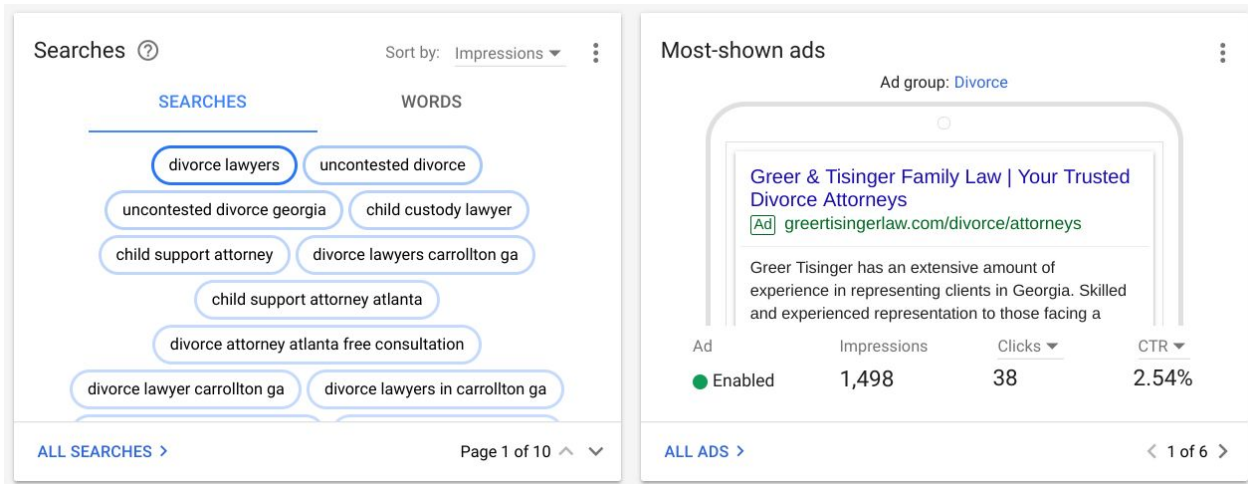 Searches
Sort by: Impressions
SEARCHES WORDS
divorce lawyers uncontested divorce
uncontested divorce georgia child custody lawyer
child support attorney divorce lawyers carrollton ga
child support attorney atlanta
divorce attorney atlanta free consultation
divorce lawyer carrollton ga divorce lawyers in carrollton ga
ALL SEARCHES Page 1 of 10
Most-shown ads
Ad group: Divorce
Greer & Tisinger Family Law | Your Trusted
Divorce Attorneys
Ad greertisingerlaw.com/divorce/attorneys
Greer Tisinger has an extensive amount of
experience in representing clients in Georgia. Skilled
and experienced representation to those facing a
Ad Impressions Clicks CTR
Enabled 1,498 38 2.54%
ALL ADS 1 of 6